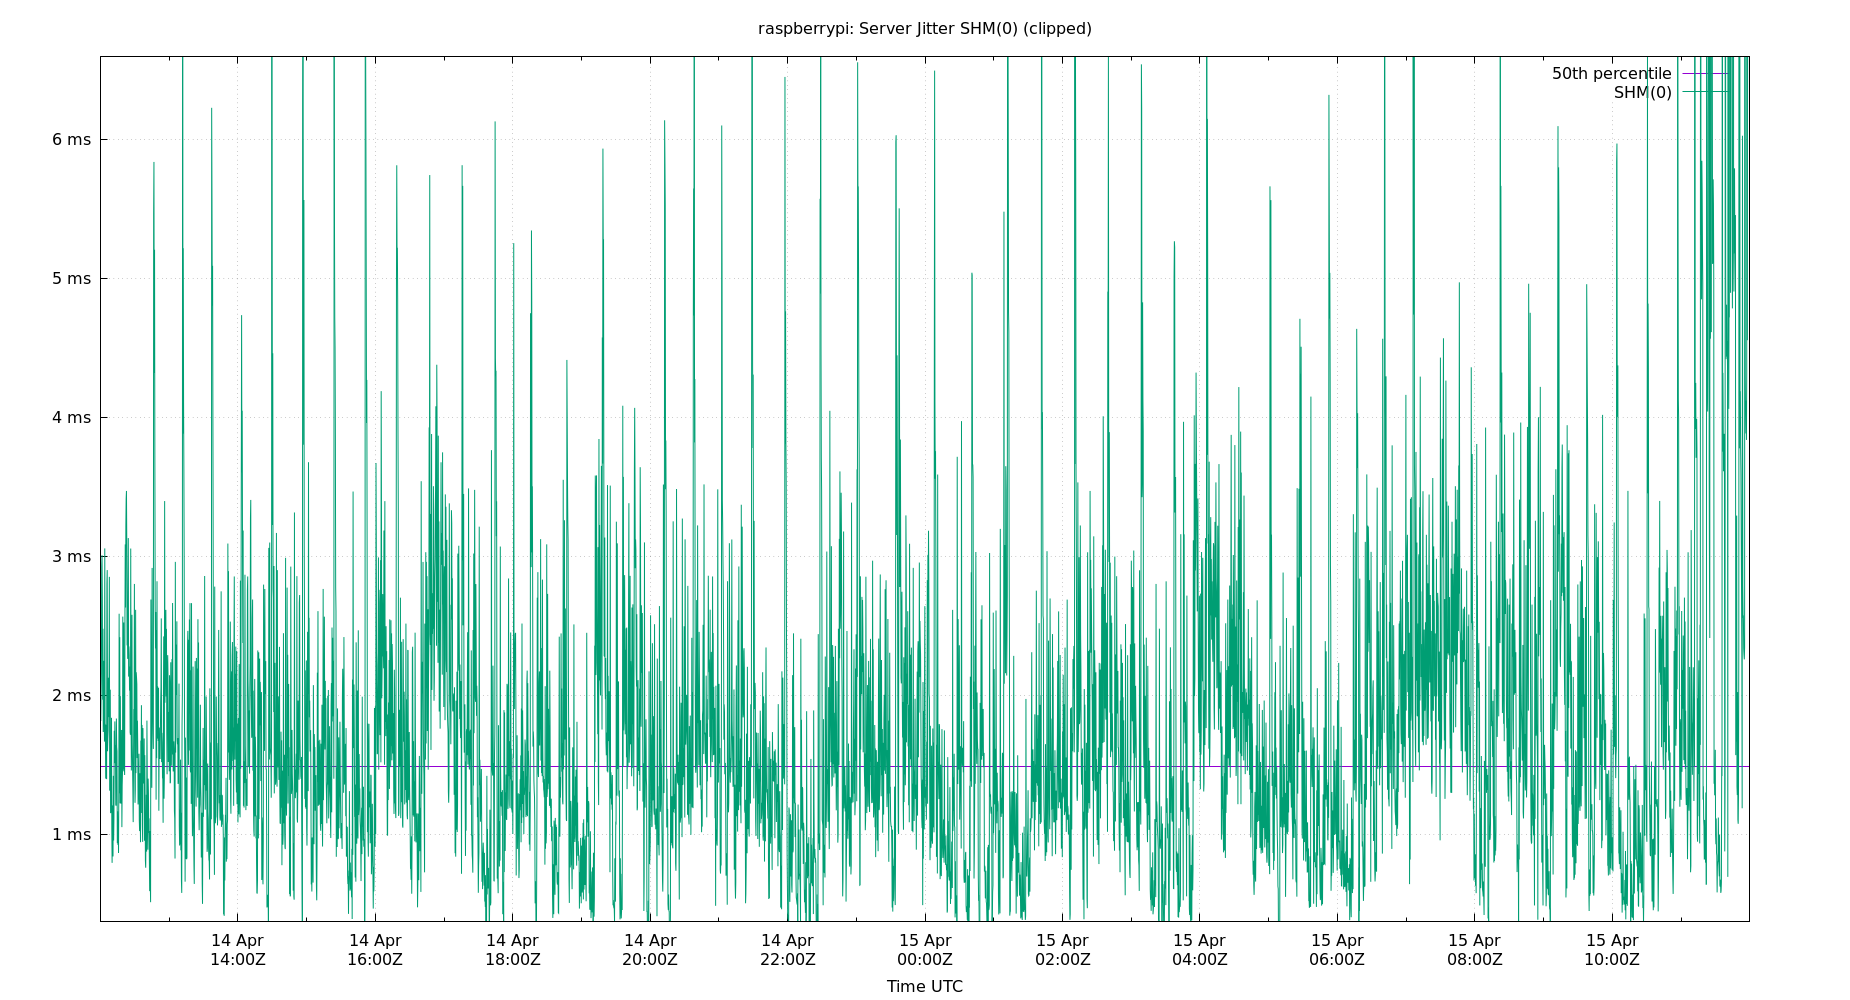 raspberrypi: Server Jitter SHM(0) (clipped)
50th percentile
SHM(0)
6 ms
5 ms
4 ms
3 ms
2 ms
1 ms
14 Apr 14 Apr 14 Apr 14 Apr 14 Apr 15 Apr 15 Apr 15 Apr 15 Apr 15 Apr 15 Apr
14:00Z 16:00Z 18:00Z 20:00Z 22:00Z 00:00Z 02:00Z 04:00Z 06:00Z 08:00Z 10:00Z
Time UTC